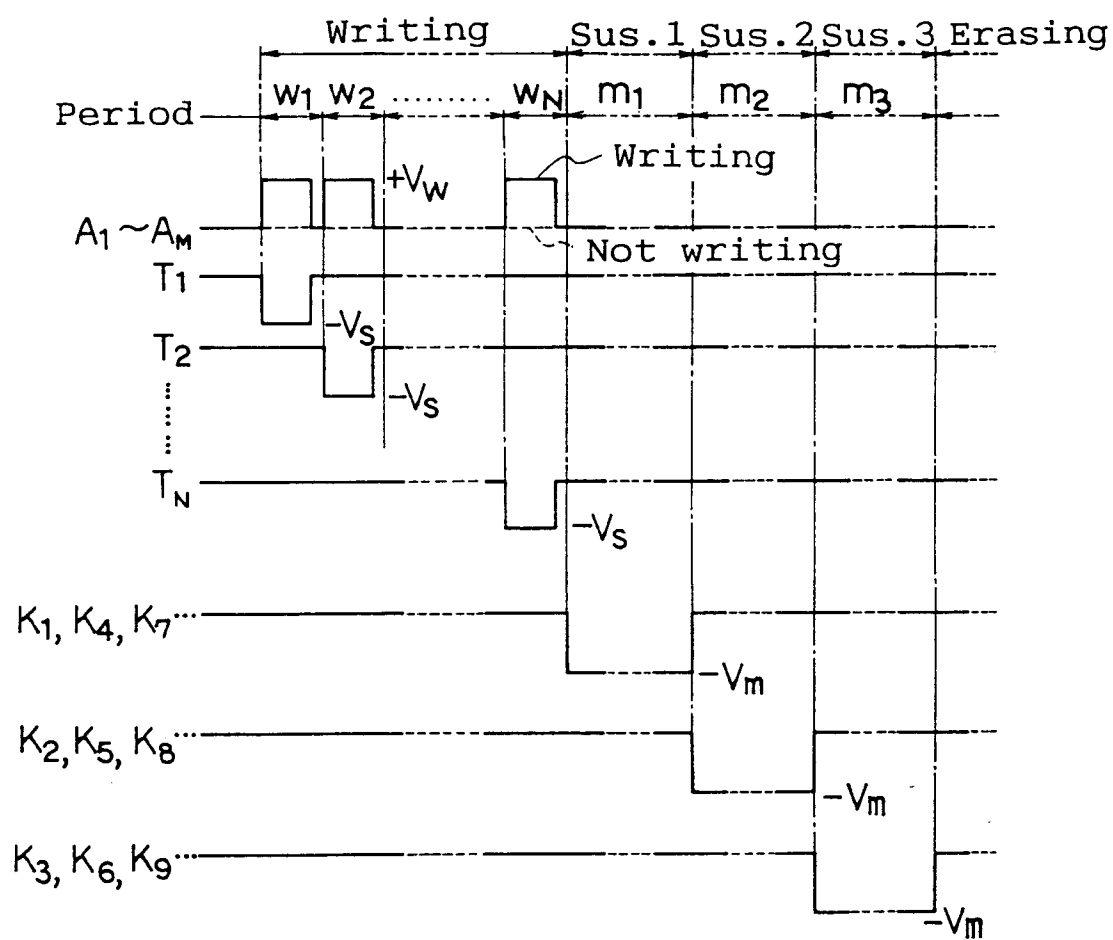 Writing Sus.1 Sus.2 Sus.3 Erasing
Period W1 W2 ......... WN m1 m2 m3
Writing
+VW
A1~AM
Not writing
T1
-VS
T2
-VS
TN
-VS
K1, K4, K7...
-Vm
K2, K5, K8...
-Vm
K3, K6, K9...
-Vm